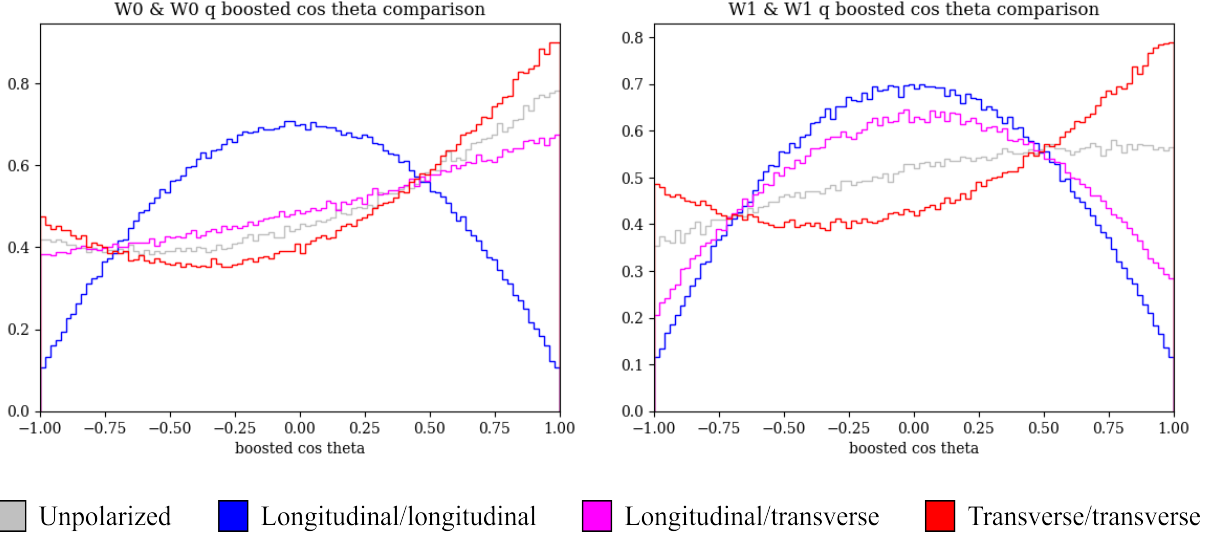 W0 & W0 q boosted cos theta comparison
0.8
0.6
0.4
0.2
0.0
−1.00 −0.75 −0.50 −0.25 0.00 0.25 0.50 0.75 1.00
boosted cos theta
W1 & W1 q boosted cos theta comparison
0.8
0.7
0.6
0.5
0.4
0.3
0.2
0.1
0.0
−1.00 −0.75 −0.50 −0.25 0.00 0.25 0.50 0.75 1.00
boosted cos theta
Unpolarized Longitudinal/longitudinal Longitudinal/transverse Transverse/transverse